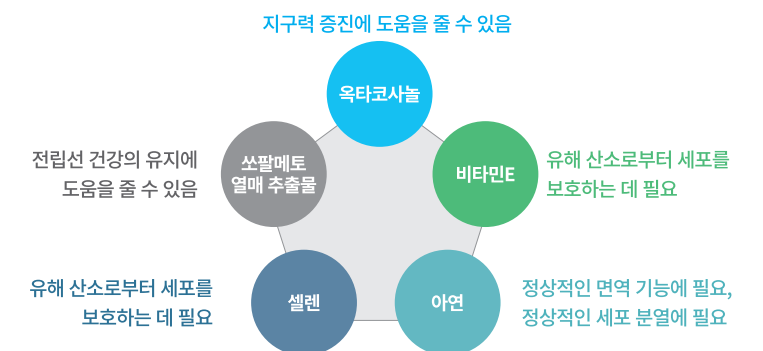 지구력 증진에 도움을 줄 수 있음
옥타코사놀
전립선 건강의 유지에
도움을 줄 수 있음
쏘팔메토
열매 추출물
비타민E
유해 산소로부터 세포를
보호하는 데 필요
유해 산소로부터 세포를
보호하는 데 필요
셀렌
아연
정상적인 면역 기능에 필요,
정상적인 세포 분열에 필요